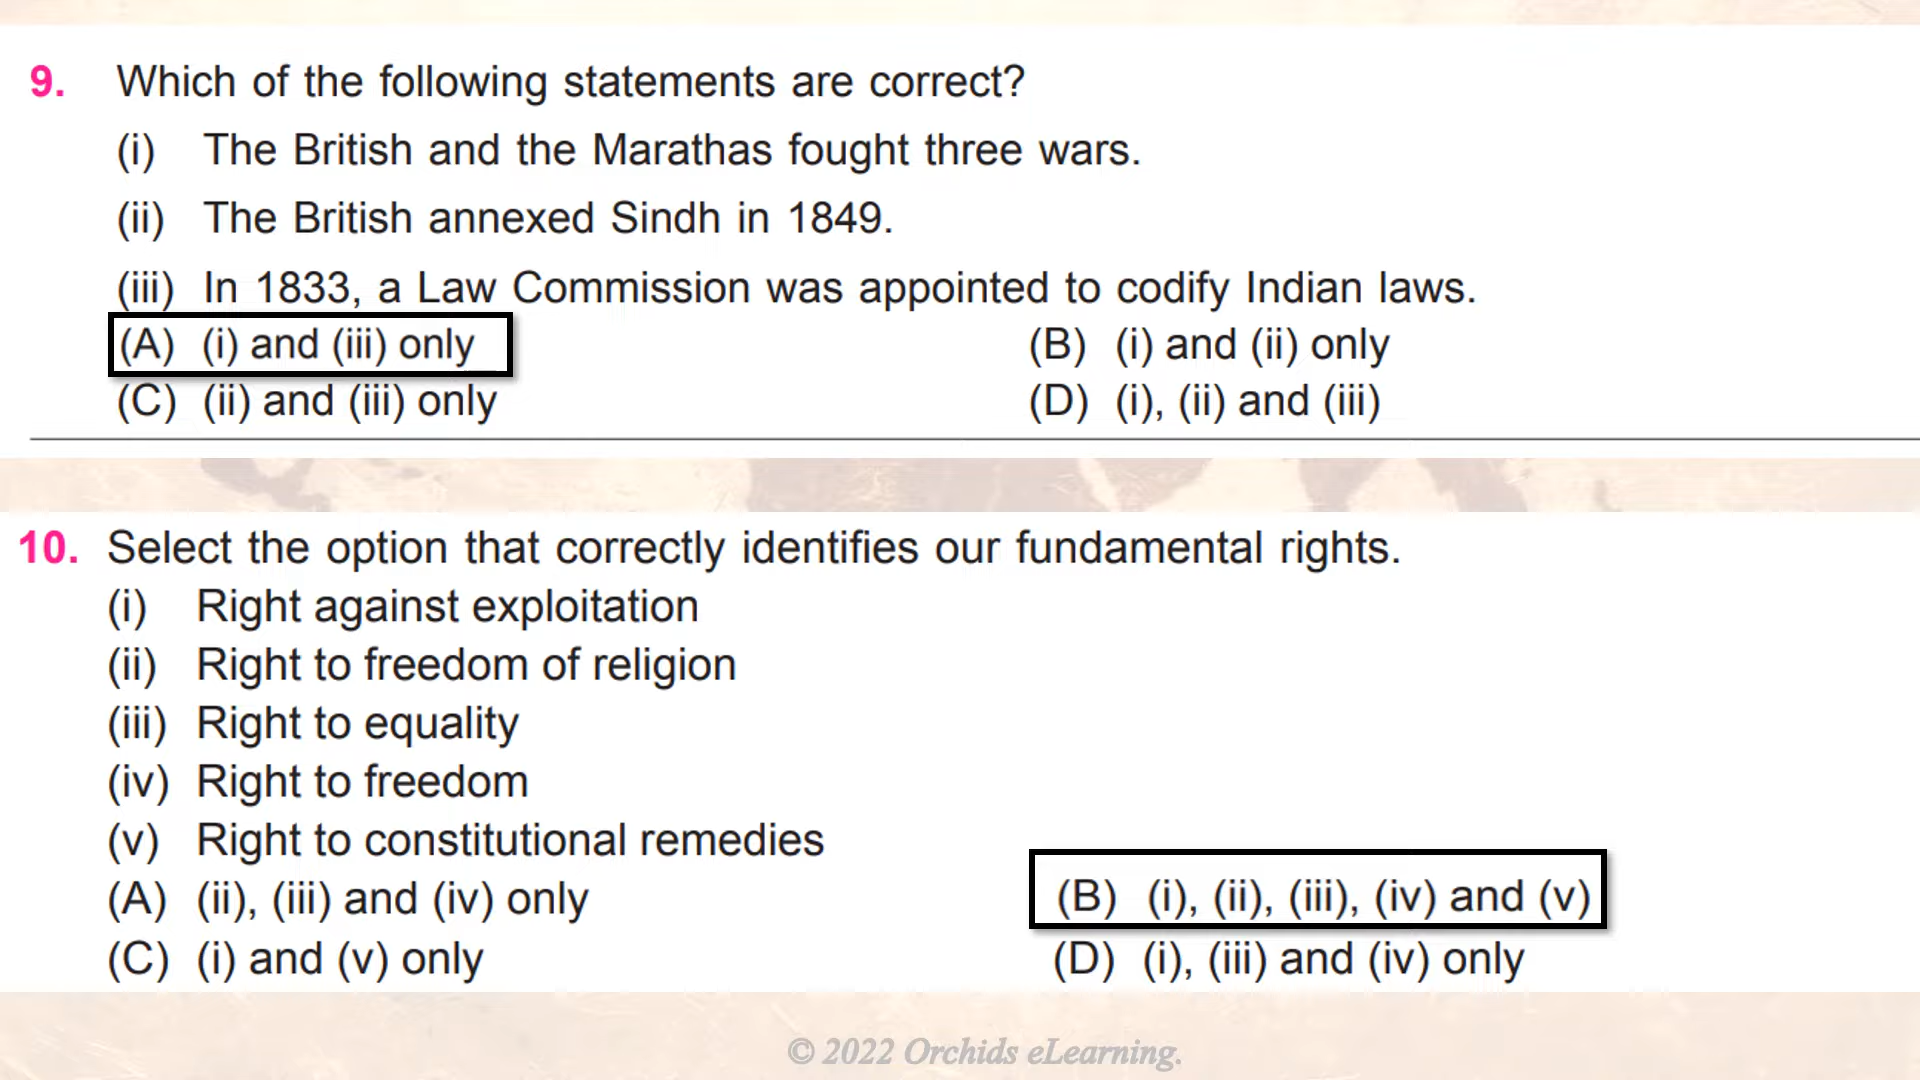 9. Which of the following statements are correct?
(i) The British and the Marathas fought three wars.
(ii) The British annexed Sindh in 1849.
(iii) In 1833, a Law Commission was appointed to codify Indian laws.
(A) (i) and (iii) only (B) (i) and (ii) only
(C) (ii) and (iii) only (D) (i), (ii) and (iii)
10. Select the option that correctly identifies our fundamental rights.
(i) Right against exploitation
(ii) Right to freedom of religion
(iii) Right to equality
(iv) Right to freedom
(v) Right to constitutional remedies
(A) (ii), (iii) and (iv) only (B) (i), (ii), (iii), (iv) and (v)
(C) (i) and (v) only (D) (i), (iii) and (iv) only
© 2022 Orchids eLearning.